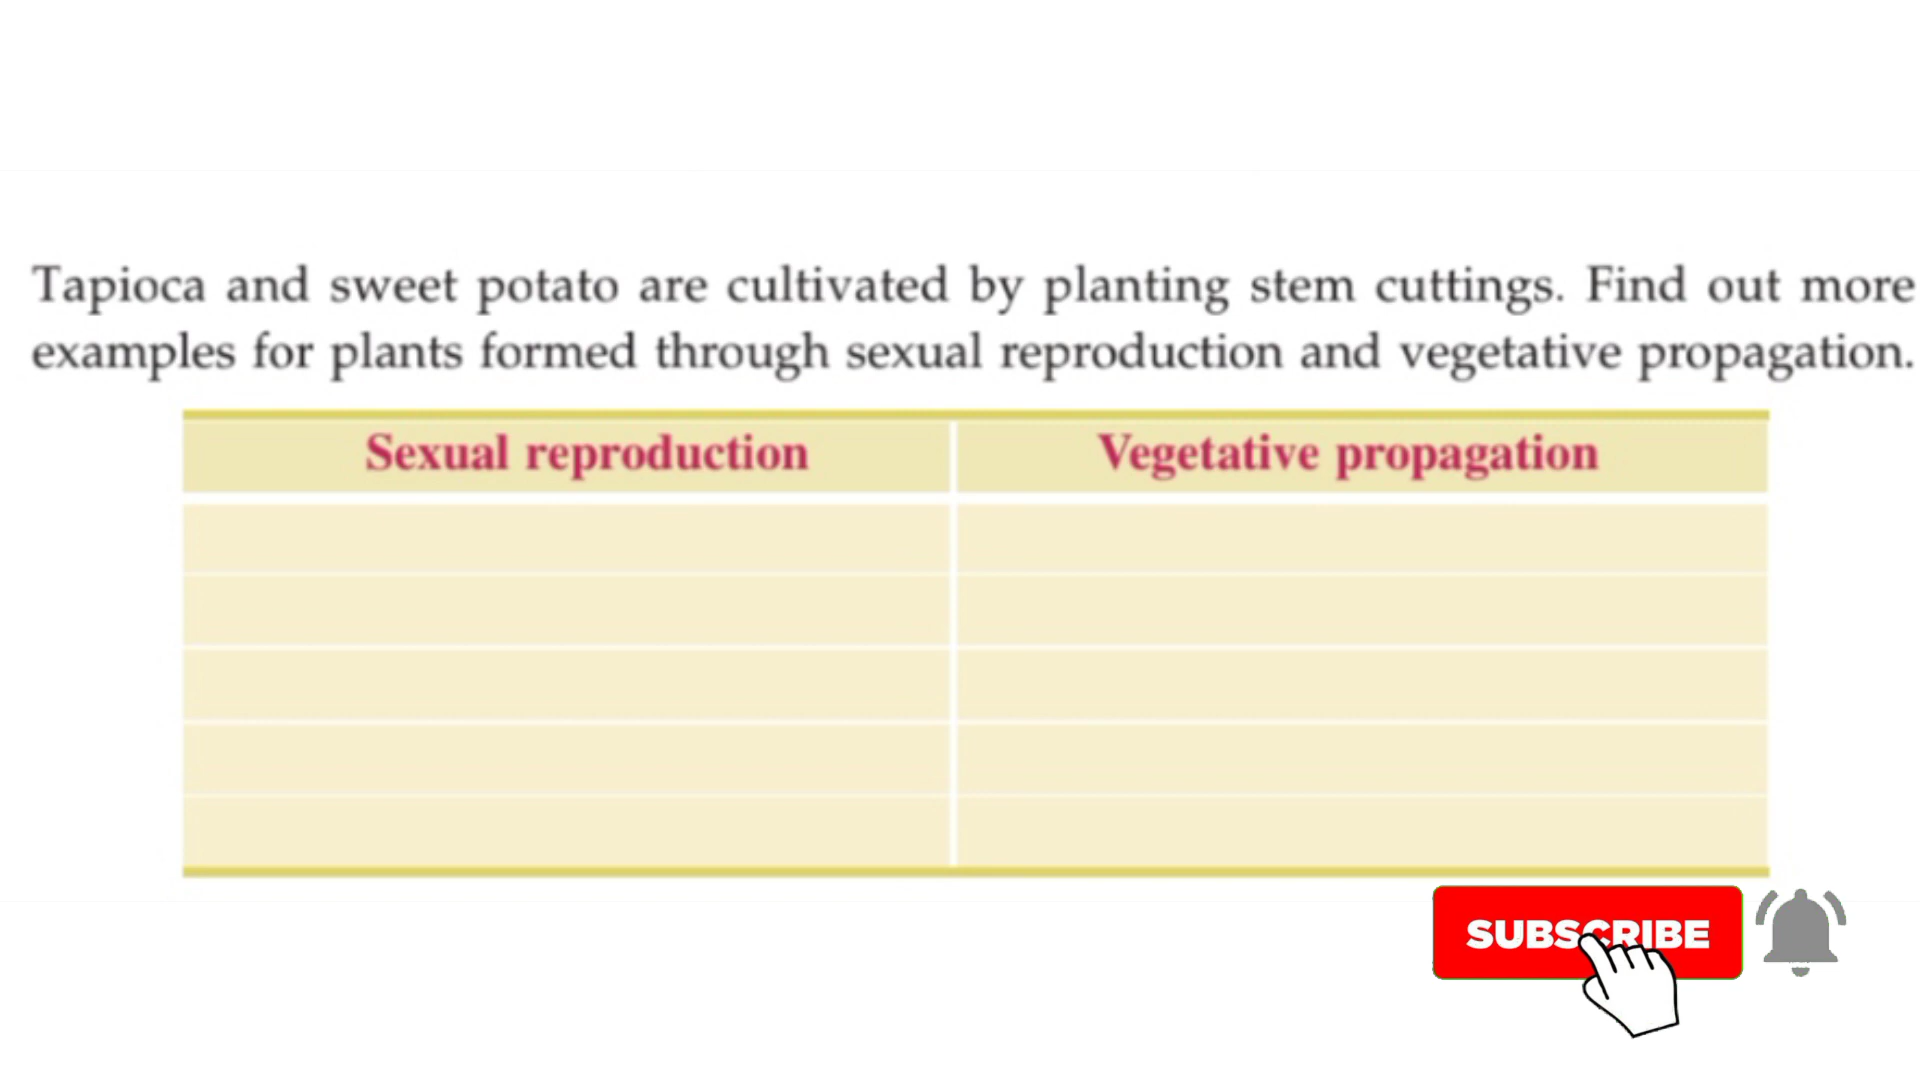 Tapioca and sweet potato are cultivated by planting stem cuttings. Find out more
examples for plants formed through sexual reproduction and vegetative propagation.
Sexual reproduction
Vegetative propagation
SUBSCRIBE